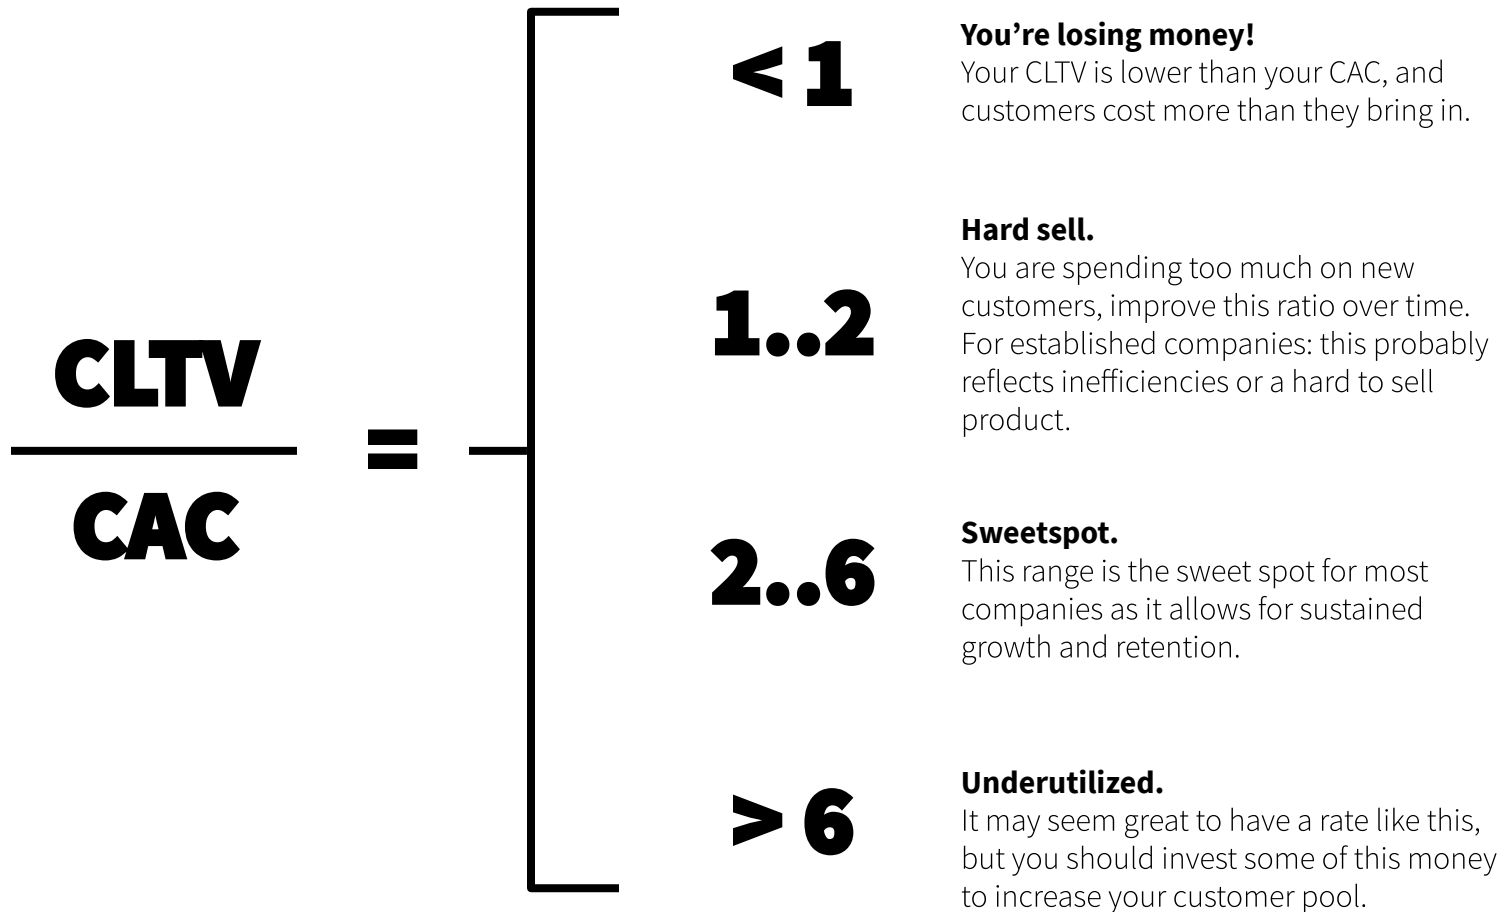 CLTV
CAC
=
< 1
You’re losing money!
Your CLTV is lower than your CAC, and
customers cost more than they bring in.
1..2
Hard sell.
You are spending too much on new
customers, improve this ratio over time.
For established companies: this probably
reflects inefficiencies or a hard to sell
product.
2..6
Sweetspot.
This range is the sweet spot for most
companies as it allows for sustained
growth and retention.
> 6
Underutilized.
It may seem great to have a rate like this,
but you should invest some of this money
to increase your customer pool.